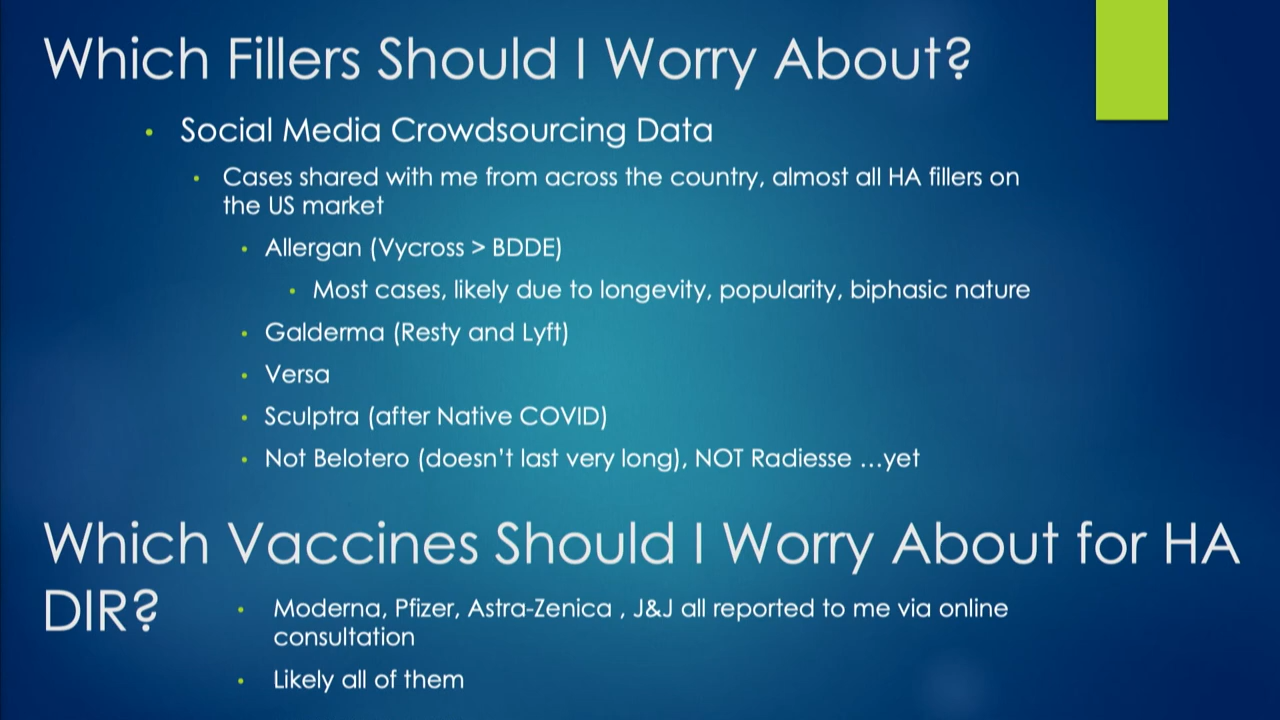 Which Fillers Should I Worry About?
• Social Media Crowdsourcing Data
• Cases shared with me from across the country, almost all HA fillers on
the US market
• Allergan (Vycross > BDDE)
• Most cases, likely due to longevity, popularity, biphasic nature
• Galderma (Resty and Lyft)
• Versa
• Sculptra (after Native COVID)
• Not Belotero (doesn't last very long), NOT Radiesse ...yet
Which Vaccines Should I Worry About for HA
DIR?
• Moderna, Pfizer, Astra-Zenica , J&J all reported to me via online
consultation
• Likely all of them